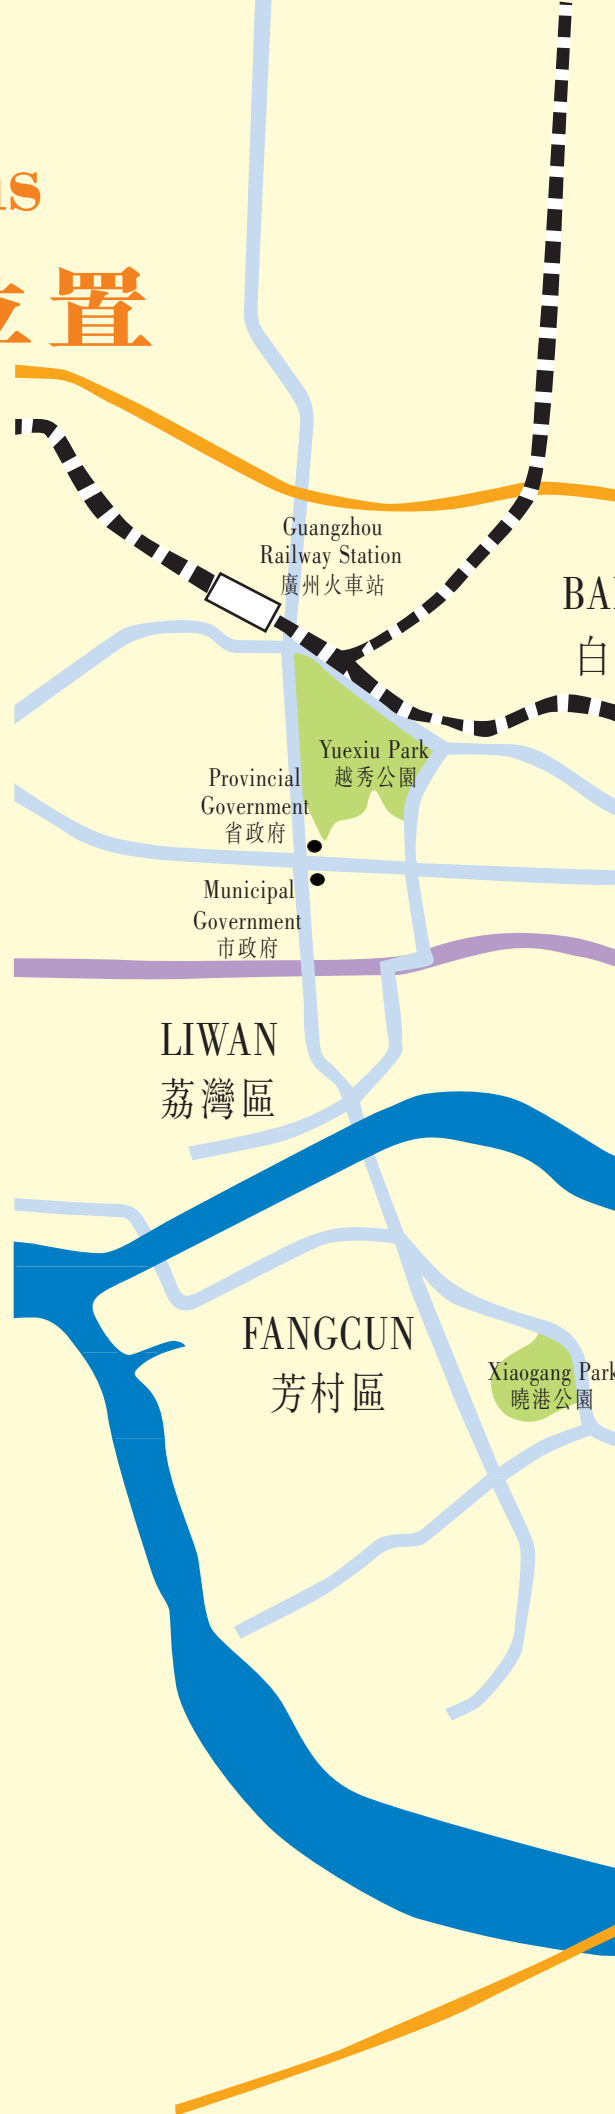 置
Guangzhou
Railway Station
廣州火車站
白
Yuexiu Park
越秀公園
Provincial
Government
省政府
Municipal
Government
市政府
LIWAN
荔灣區
FANGCUN
芳村區
Xiaogang Park
曉港公園